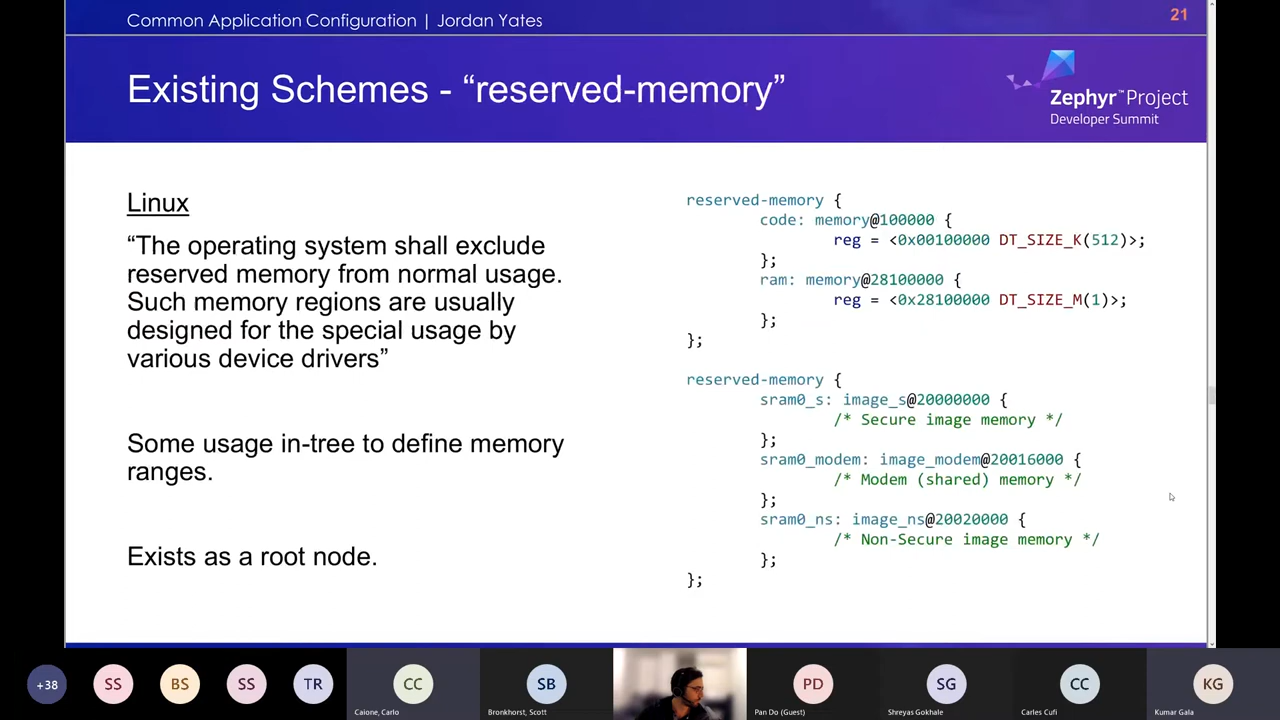 Common Application Configuration | Jordan Yates
21
Existing Schemes - “reserved-memory”
Zephyr™Project
Developer Summit
Linux
“The operating system shall exclude
reserved memory from normal usage.
Such memory regions are usually
designed for the special usage by
various device drivers”
Some usage in-tree to define memory
ranges.
Exists as a root node.
reserved-memory {
code: memory@100000 {
reg = <0x00100000 DT_SIZE_K(512)>;
};
ram: memory@28100000 {
reg = <0x28100000 DT_SIZE_M(1)>;
};
};
reserved-memory {
sram0_s: image_s@20000000 {
/* Secure image memory */
};
sram0_modem: image_modem@20016000 {
/* Modem (shared) memory */
};
sram0_ns: image_ns@20020000 {
/* Non-Secure image memory */
};
};
+38
SS
BS
SS
TR
CC
Caione, Carlo
SB
Bronkhorst, Scott
PD
Pan Do (Guest)
SG
Shreyas Gokhale
CC
Carles Cufi
KG
Kumar Gala